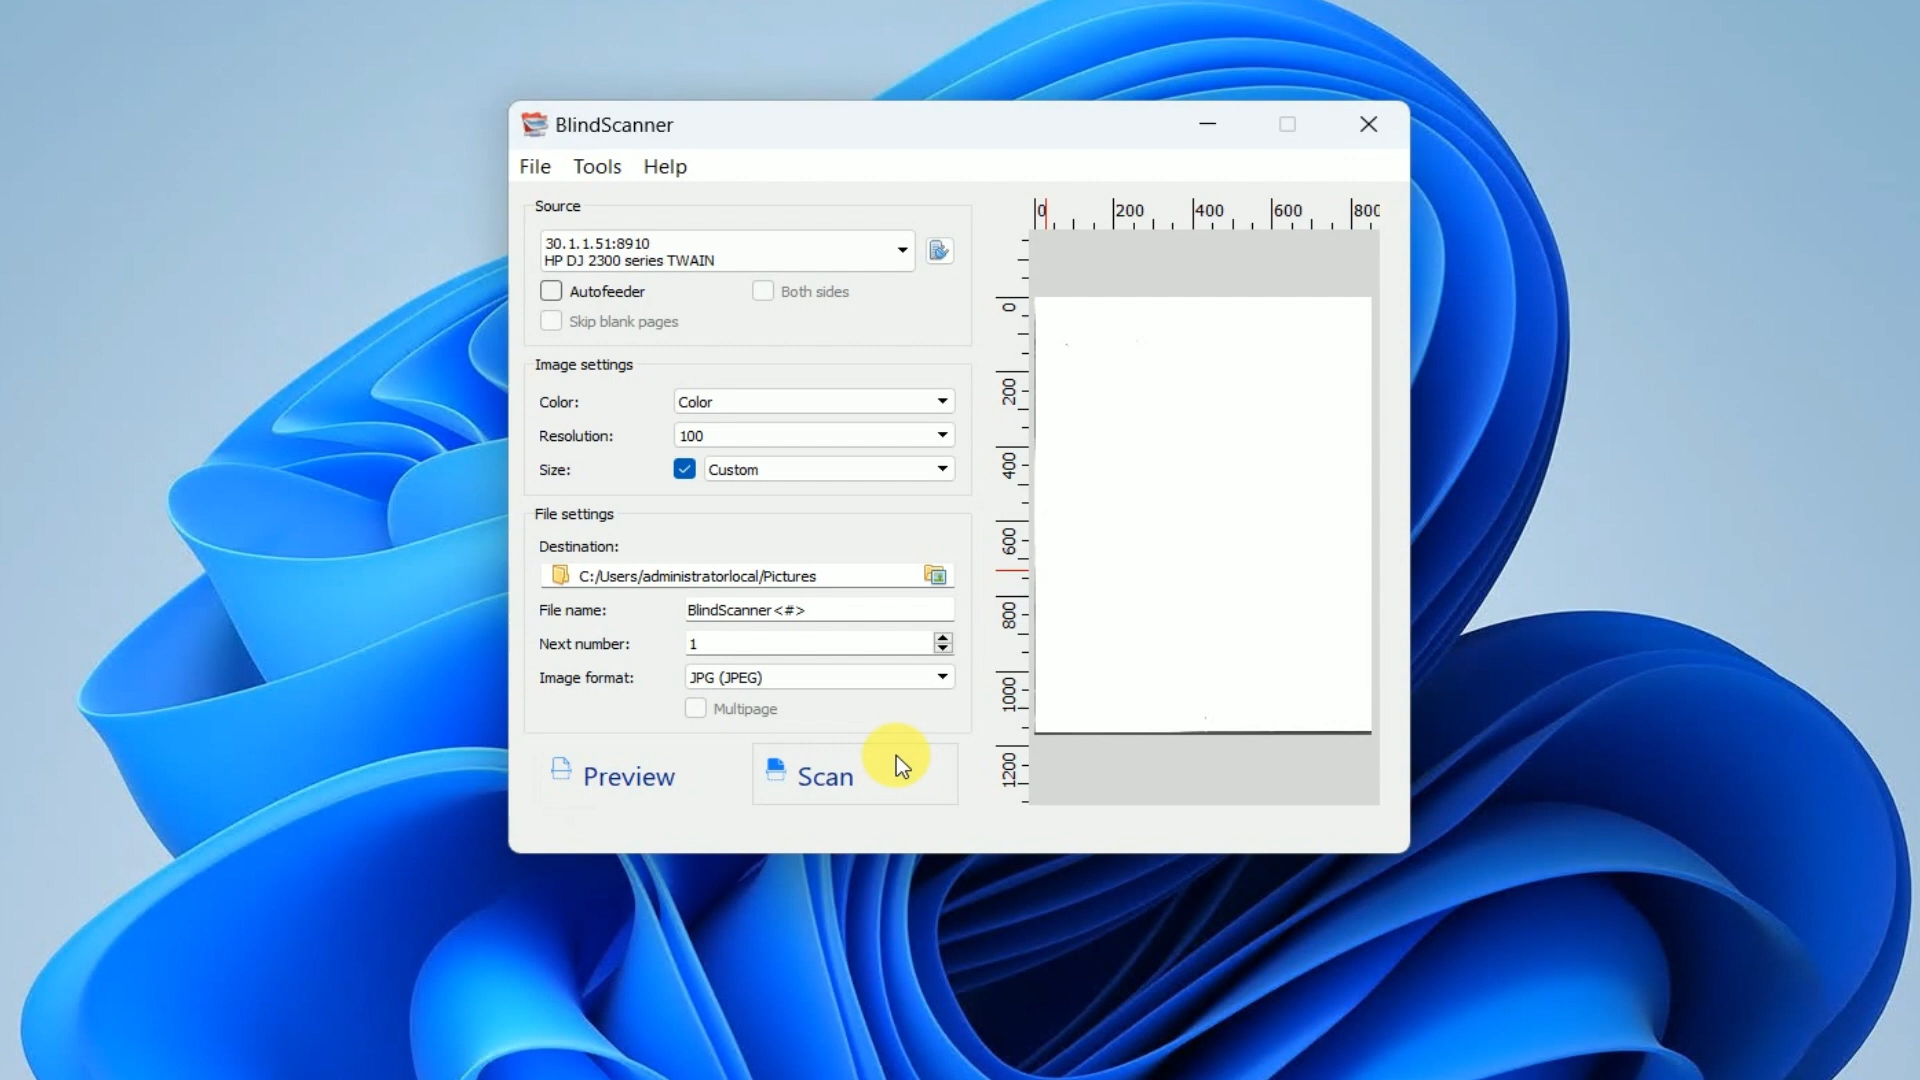 BlindScanner
File Tools Help
Source
30.1.1.51:8910
HP DJ 2300 series TWAIN
Autofeeder
Both sides
Skip blank pages
Image settings
Color: Color
Resolution: 100
Size: Custom
File settings
Destination:
C:/Users/administratorlocal/Pictures
File name: BlindScanner<#>
Next number: 1
Image format: JPG (JPEG)
Multipage
Preview
Scan
0 200 400 600 800
0
200
400
600
800
1000
1200